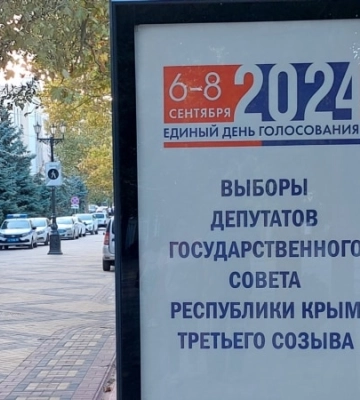 6–8
СЕНТЯБРЯ
2024
ЕДИНЫЙ ДЕНЬ ГОЛОСОВАНИЯ
ВЫБОРЫ
ДЕПУТАТОВ
ГОСУДАРСТВЕННОГО
СОВЕТА
РЕСПУБЛИКИ КРЫМ
ТРЕТЬЕГО СОЗЫВА